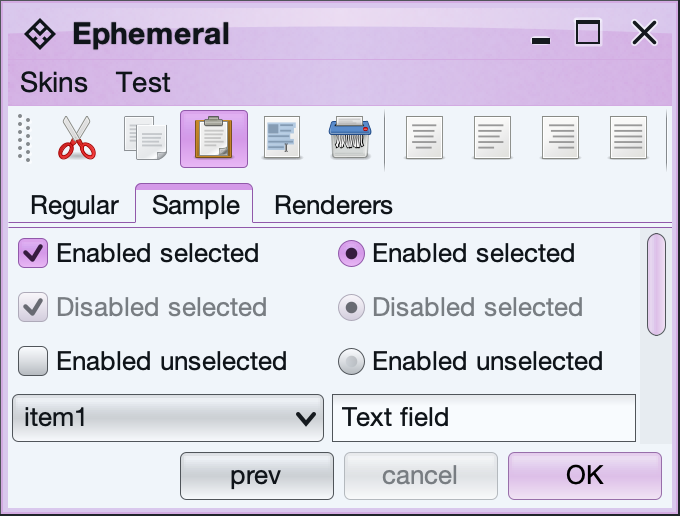 Ephemeral
Skins Test
Regular Sample Renderers
Enabled selected Enabled selected
Disabled selected Disabled selected
Enabled unselected Enabled unselected
item1 Text field
prev cancel OK